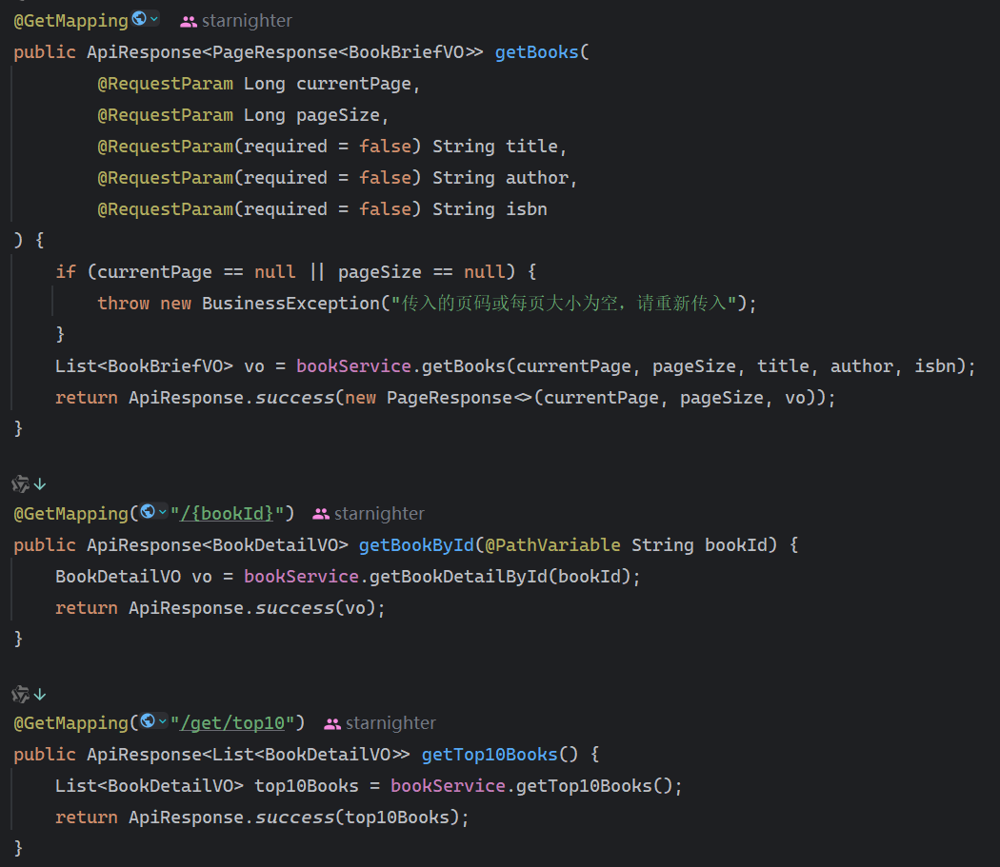 @GetMapping starnighter
public ApiResponse<PageResponse<BookBriefVO>> getBooks(
@RequestParam Long currentPage,
@RequestParam Long pageSize,
@RequestParam(required = false) String title,
@RequestParam(required = false) String author,
@RequestParam(required = false) String isbn
) {
if (currentPage == null || pageSize == null) {
throw new BusinessException("传入的页码或每页大小为空，请重新传入");
}
List<BookBriefVO> vo = bookService.getBooks(currentPage, pageSize, title, author, isbn);
return ApiResponse.success(new PageResponse<>(currentPage, pageSize, vo));
}
@GetMapping("/{bookId}") starnighter
public ApiResponse<BookDetailVO> getBookById(@PathVariable String bookId) {
BookDetailVO vo = bookService.getBookDetailById(bookId);
return ApiResponse.success(vo);
}
@GetMapping("/get/top10") starnighter
public ApiResponse<List<BookDetailVO>> getTop10Books() {
List<BookDetailVO> top10Books = bookService.getTop10Books();
return ApiResponse.success(top10Books);
}